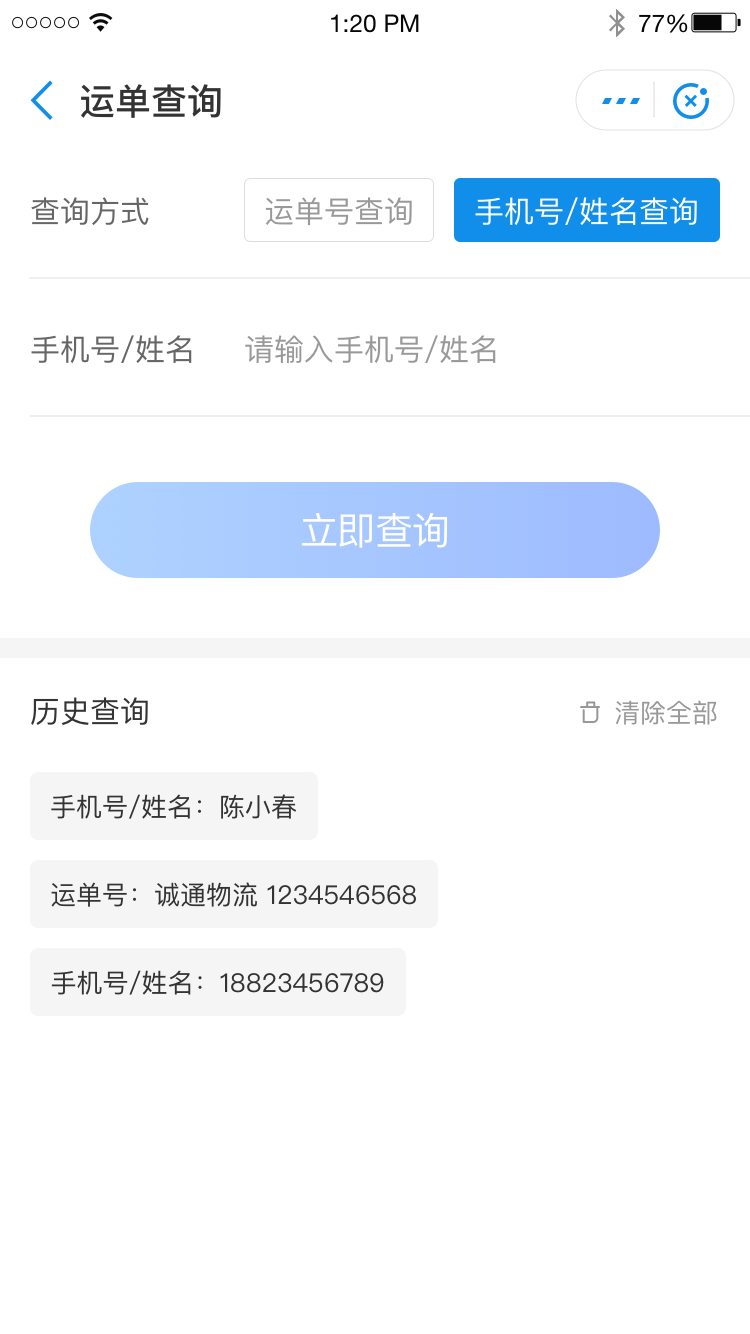 1:20 PM 77%
运单查询
查询方式 运单号查询 手机号/姓名查询
手机号/姓名 请输入手机号/姓名
立即查询
历史查询 清除全部
手机号/姓名：陈小春
运单号：诚通物流 1234546568
手机号/姓名：18823456789